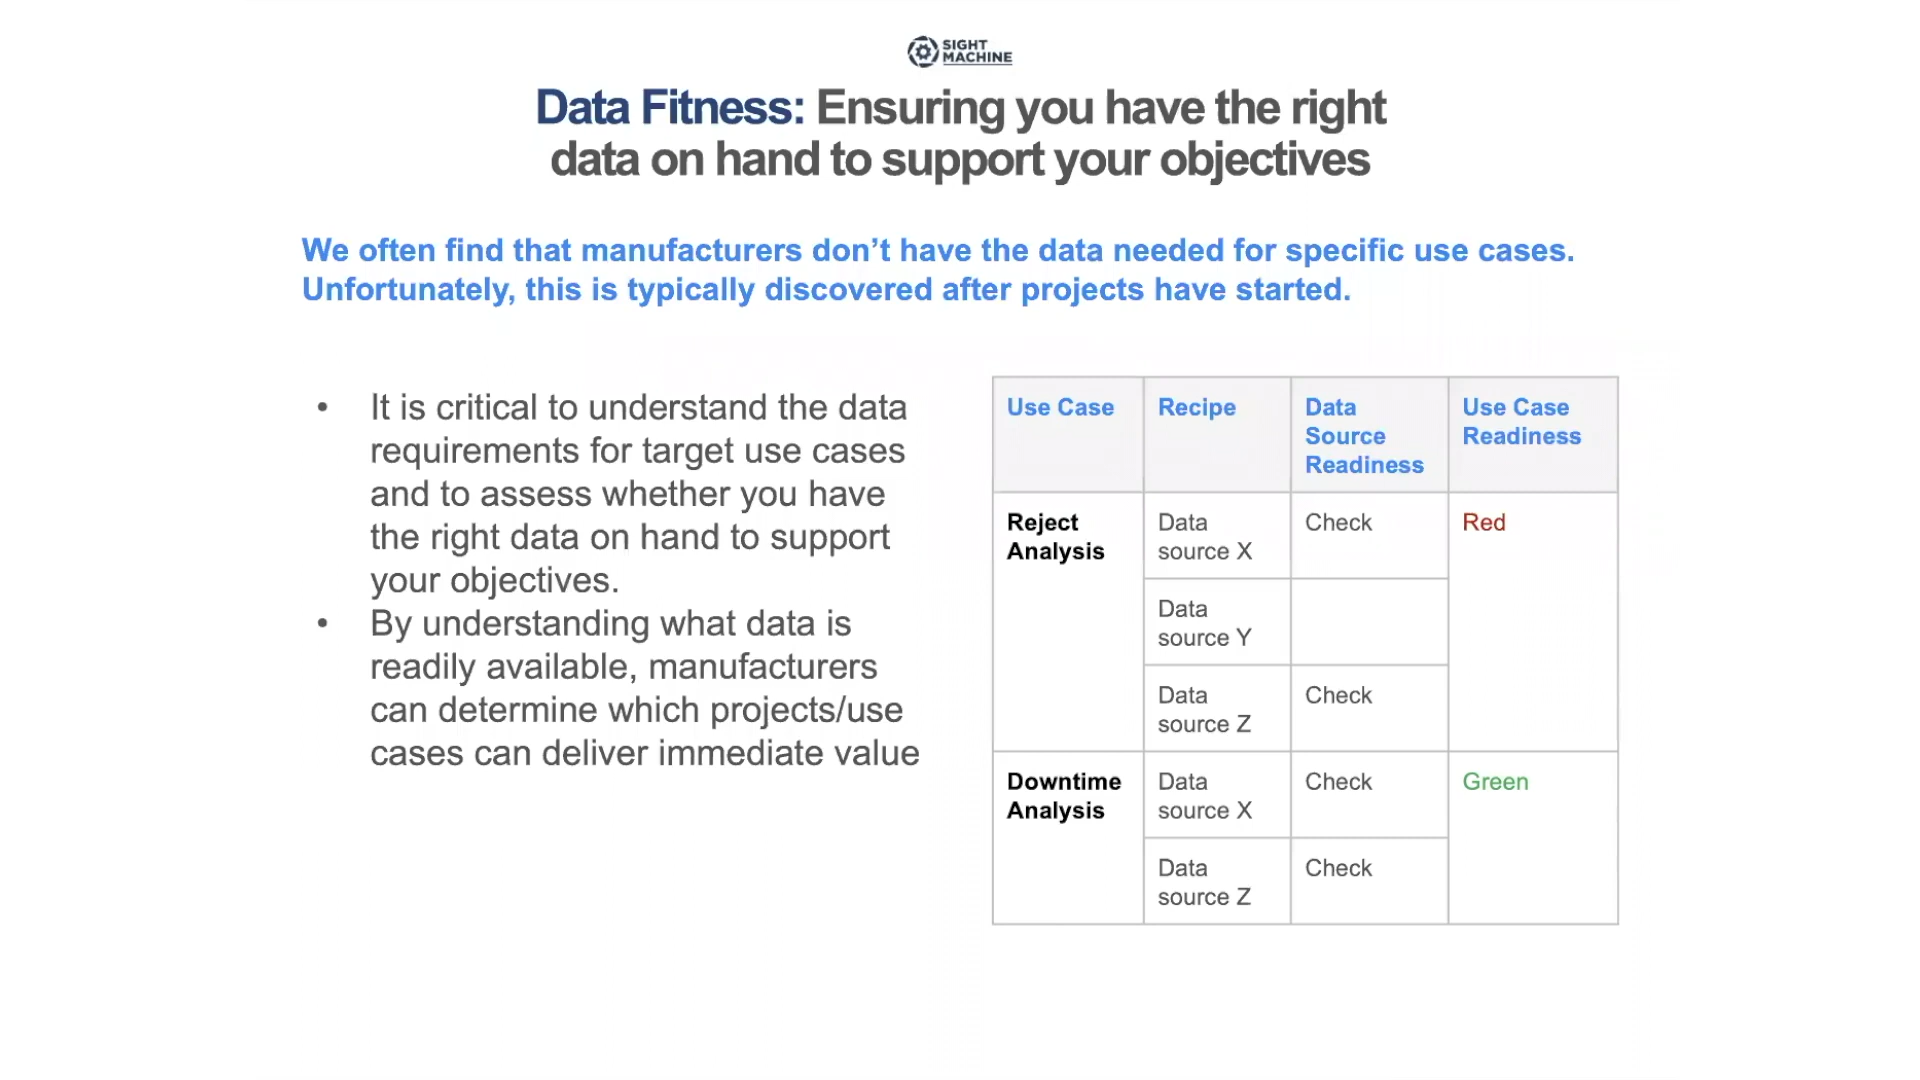 SIGHT
MACHINE
Data Fitness: Ensuring you have the right
data on hand to support your objectives
We often find that manufacturers don’t have the data needed for specific use cases.
Unfortunately, this is typically discovered after projects have started.
• It is critical to understand the data
requirements for target use cases
and to assess whether you have
the right data on hand to support
your objectives.
• By understanding what data is
readily available, manufacturers
can determine which projects/use
cases can deliver immediate value
Use Case
Recipe
Data
Source
Readiness
Use Case
Readiness
Reject
Analysis
Data
source X
Check
Red
Data
source Y
Data
source Z
Check
Downtime
Analysis
Data
source X
Check
Green
Data
source Z
Check